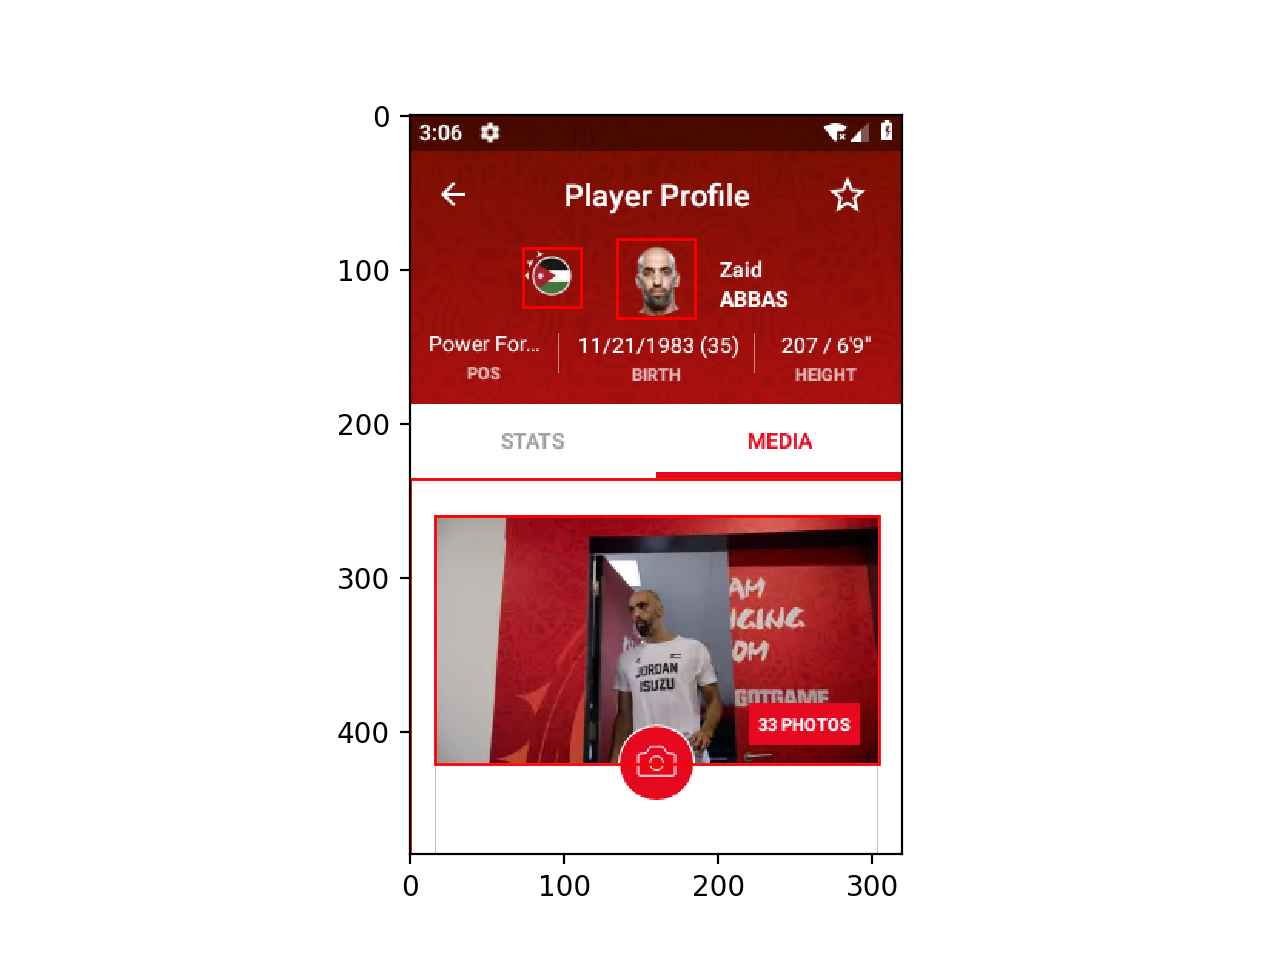 0
100
200
300
400
0
100
200
300
3:06
Player Profile
Zaid
ABBAS
Power For...
11/21/1983 (35)
207 / 6'9"
POS
BIRTH
HEIGHT
STATS
MEDIA
AM
GING
OM
GOTGAME
JORDAN
ISUZU
33 PHOTOS